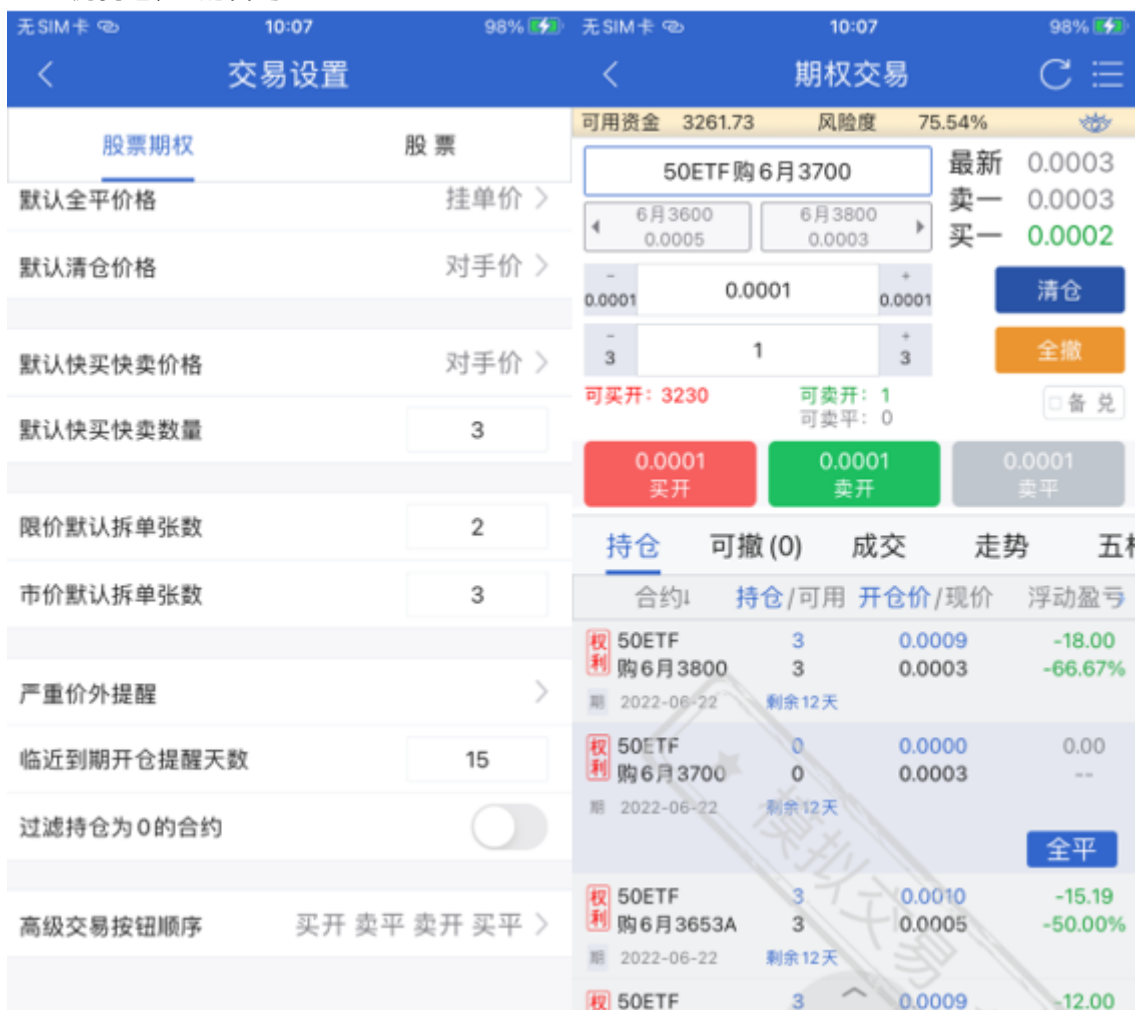 无SIM卡 10:07 98%
交易设置
股票期权 股 票
默认全平价格 挂单价
默认清仓价格 对手价
默认快买快卖价格 对手价
默认快买快卖数量 3
限价默认拆单张数 2
市价默认拆单张数 3
严重价外提醒
临近到期开仓提醒天数 15
过滤持仓为0的合约
高级交易按钮顺序 买开 卖平 卖开 买平
无SIM卡 10:07 98%
期权交易
可用资金 3261.73 风险度 75.54%
50ETF购6月3700
最新 0.0003
卖一 0.0003
买一 0.0002
6月3600 6月3800
0.0005 0.0003
- 0.0001 0.0001 + 0.0001 清仓
- 3 1 + 3 全撤
可买开：3230 可卖开：1
可卖平：0
备 兑
0.0001 0.0001 0.0001
买开 卖开 卖平
持仓 可撤(0) 成交 走势
合约↓ 持仓/可用 开仓价/现价 浮动盈亏
权利 50ETF 3 0.0009 -18.00
购6月3800 3 0.0003 -66.67%
期 2022-06-22 剩余12天
权利 50ETF 0 0.0000 0.00
购6月3700 0 0.0003 --
期 2022-06-22 剩余12天
全平
权利 50ETF 3 0.0010 -15.19
购6月3653A 3 0.0005 -50.00%
期 2022-06-22 剩余12天
权 50ETF 3 0.0009 -12.00
模拟交易